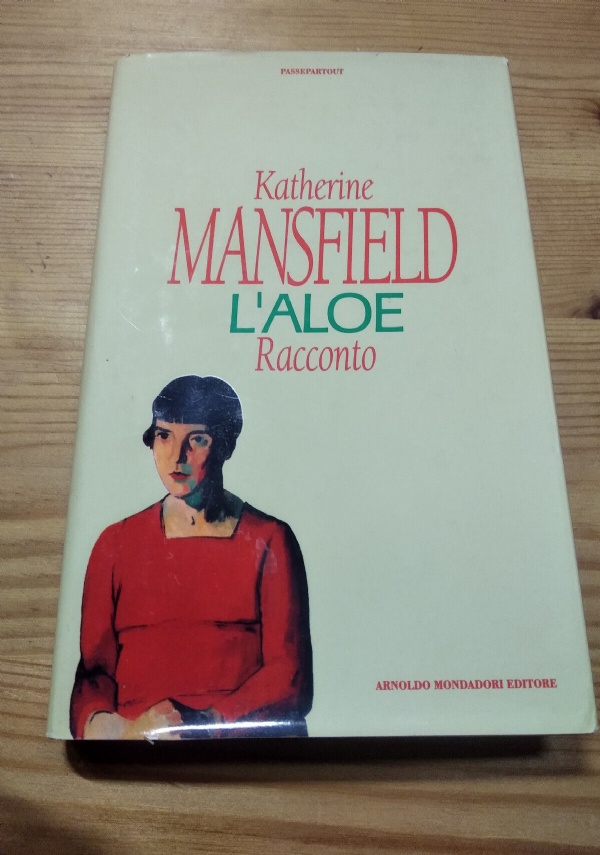 PASSEPARTOUT
Katherine
MANSFIELD
L'ALOE
Racconto
ARNOLDO MONDADORI EDITORE